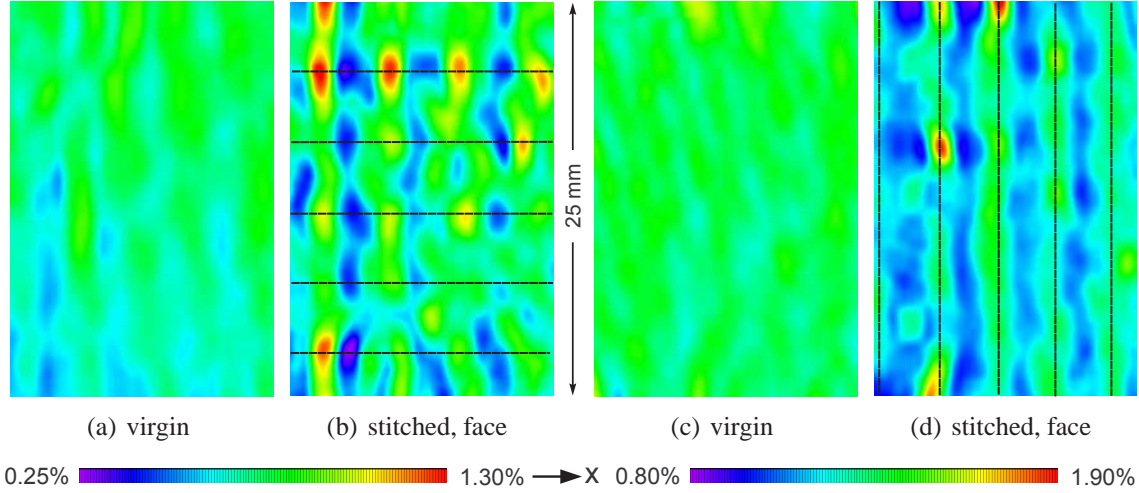 25 mm
(a) virgin
(b) stitched, face
(c) virgin
(d) stitched, face
0.25% 1.30% X 0.80% 1.90%